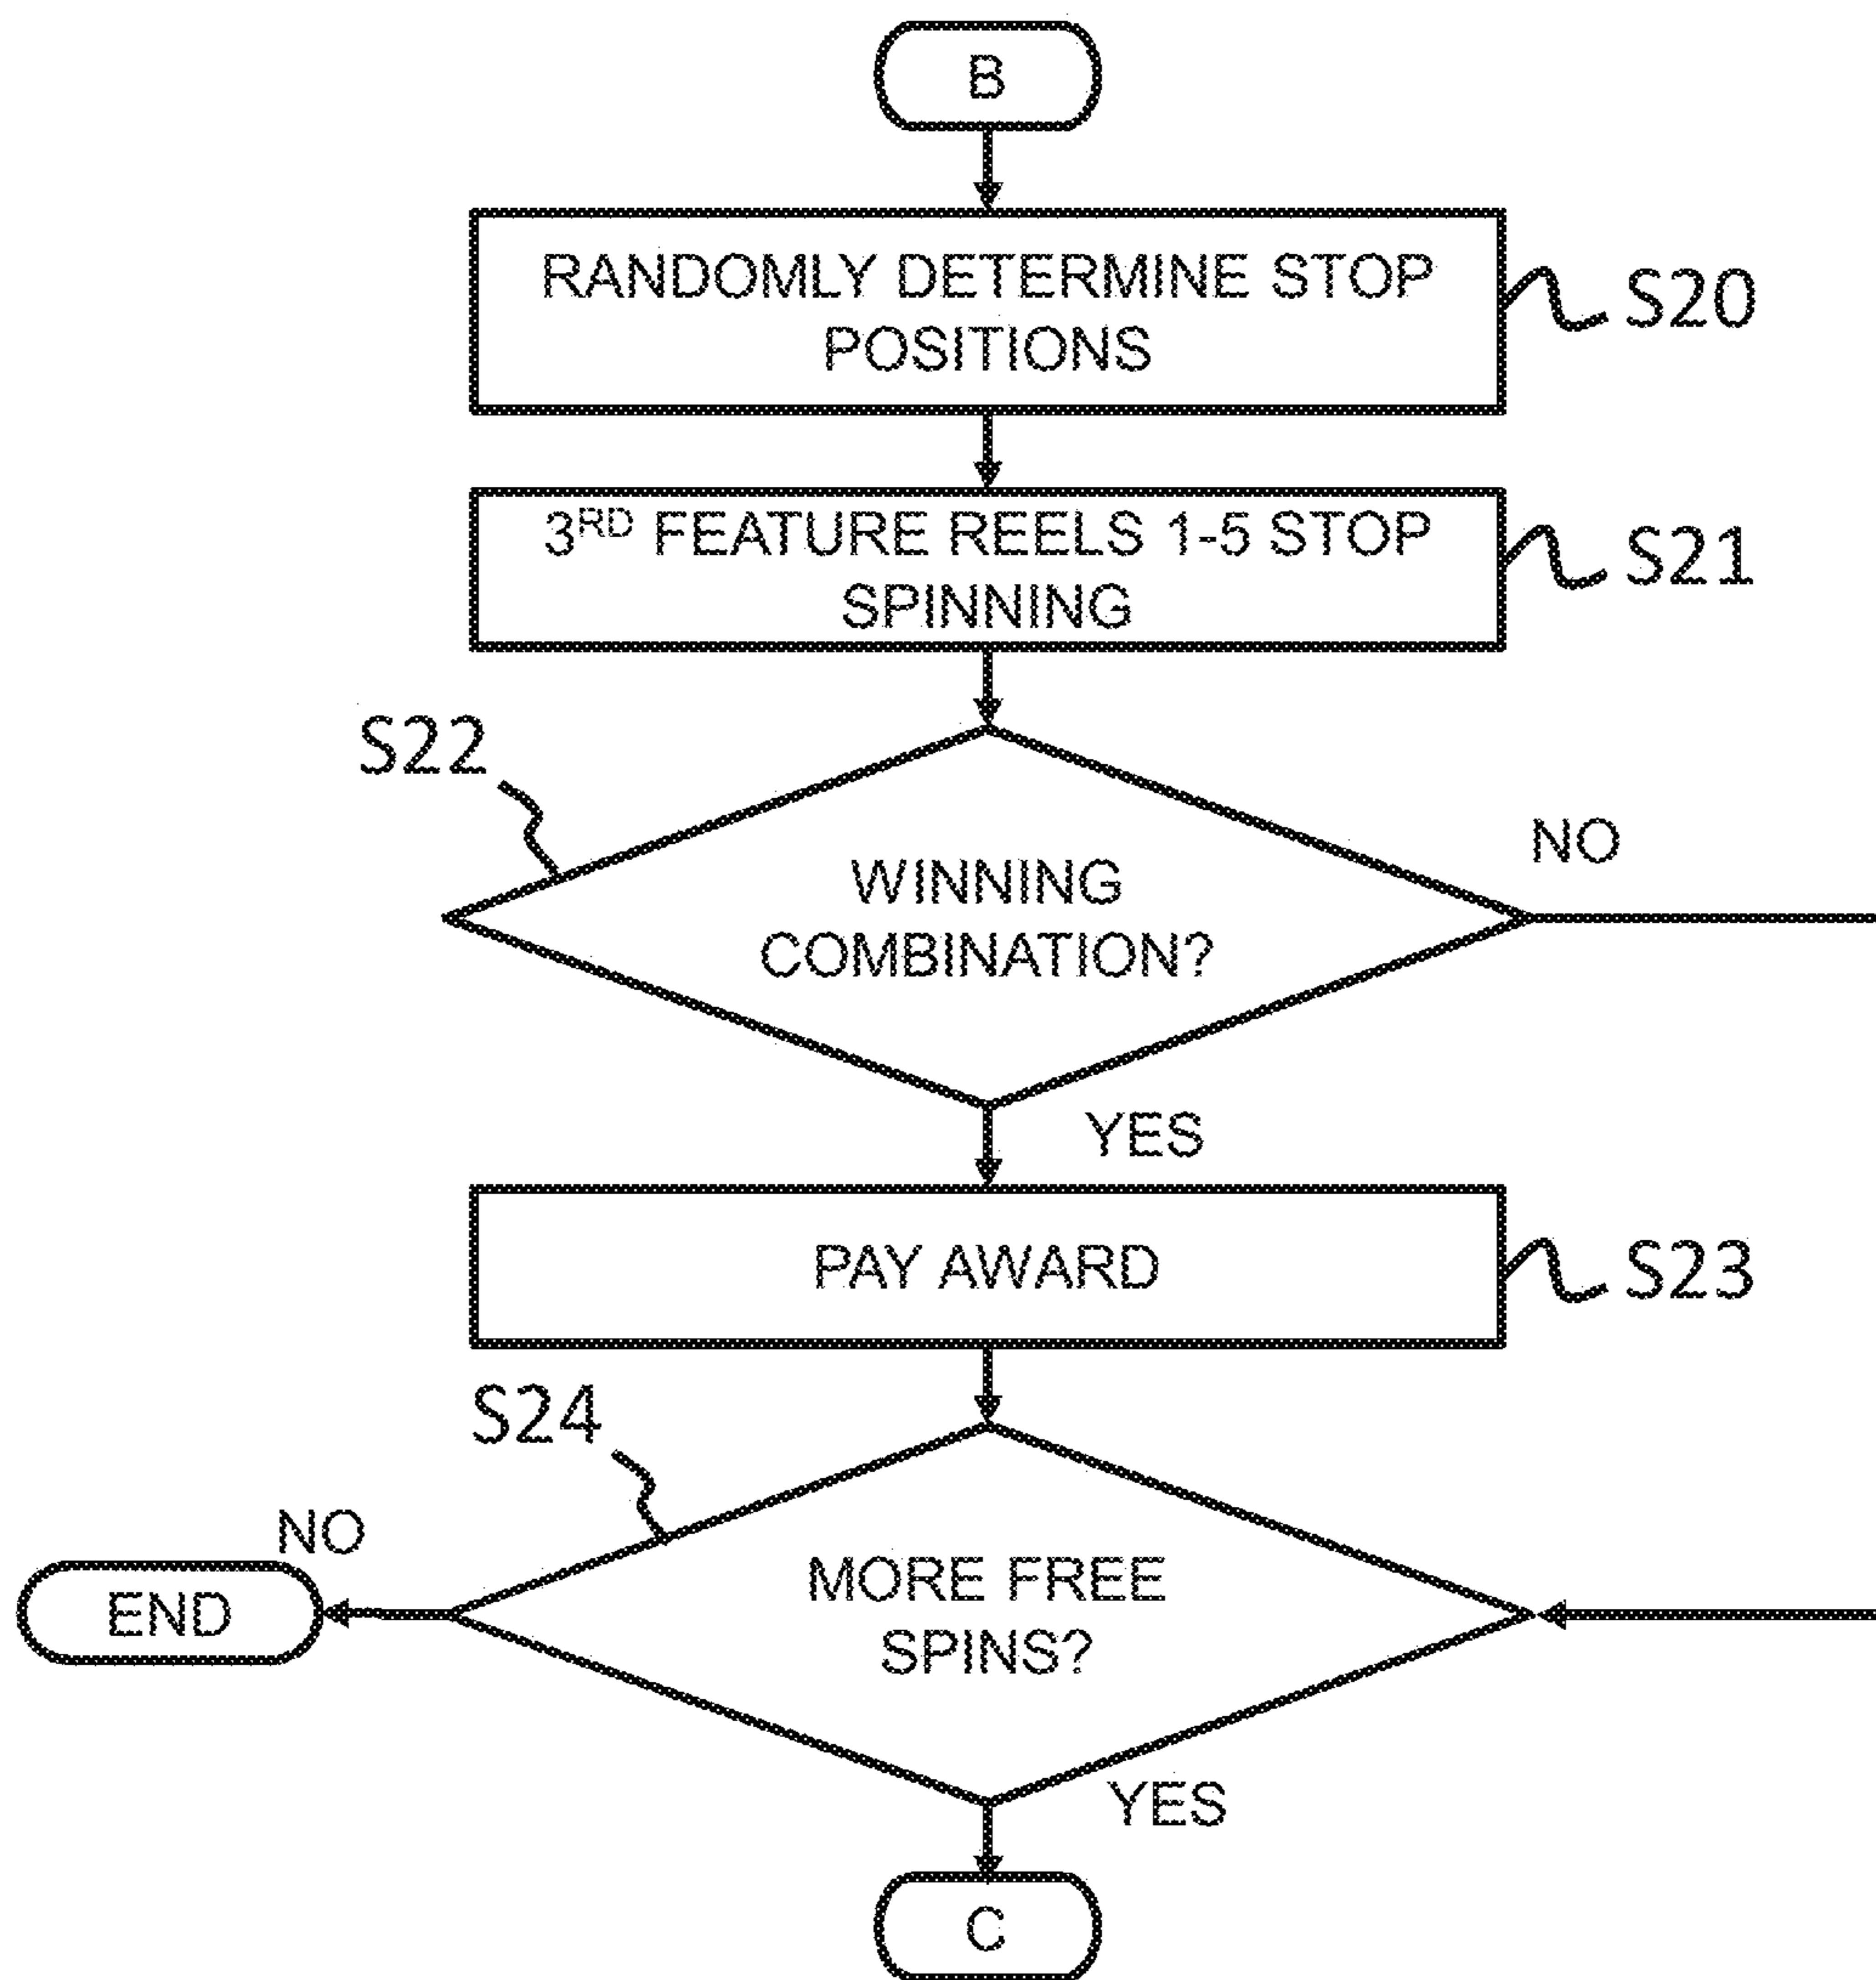 B
RANDOMLY DETERMINE STOP
POSITIONS
S20
3RD FEATURE REELS 1-5 STOP
SPINNING
S21
S22
WINNING
COMBINATION?
NO
YES
PAY AWARD
S23
S24
NO
END
MORE FREE
SPINS?
YES
C